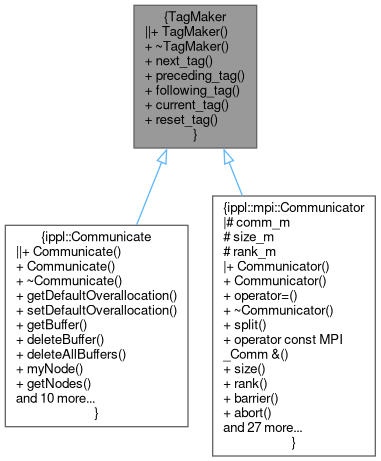 {TagMaker
||+ TagMaker()
+ ~TagMaker()
+ next_tag()
+ preceding_tag()
+ following_tag()
+ current_tag()
+ reset_tag()
}
{ippl::Communicate
||+ Communicate()
+ Communicate()
+ ~Communicate()
+ getDefaultOverallocation()
+ setDefaultOverallocation()
+ getBuffer()
+ deleteBuffer()
+ deleteAllBuffers()
+ myNode()
+ getNodes()
and 10 more...
}
{ippl::mpi::Communicator
|# comm_m
# size_m
# rank_m
|+ Communicator()
+ Communicator()
+ operator=()
+ ~Communicator()
+ split()
+ operator const MPI
_Comm &()
+ size()
+ rank()
+ barrier()
+ abort()
and 27 more...
}